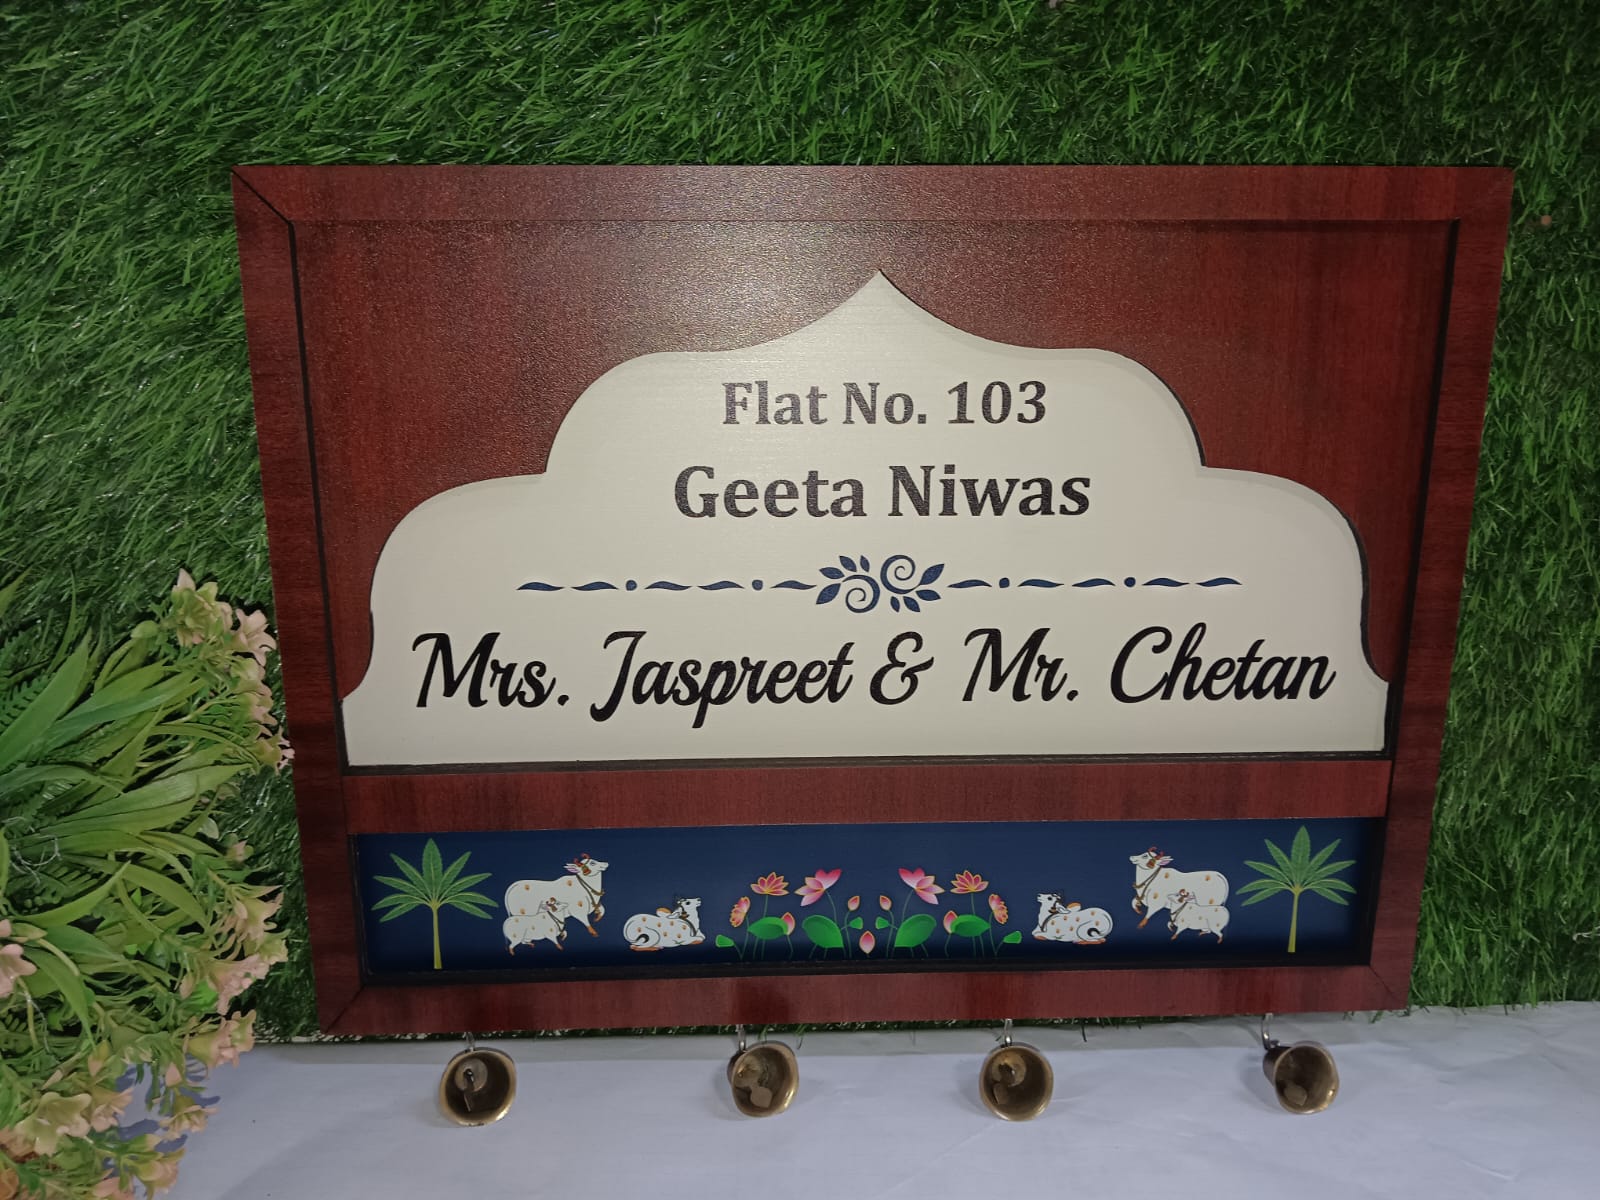 Flat No. 103
Geeta Niwas
Mrs. Jaspreet & Mr. Chetan